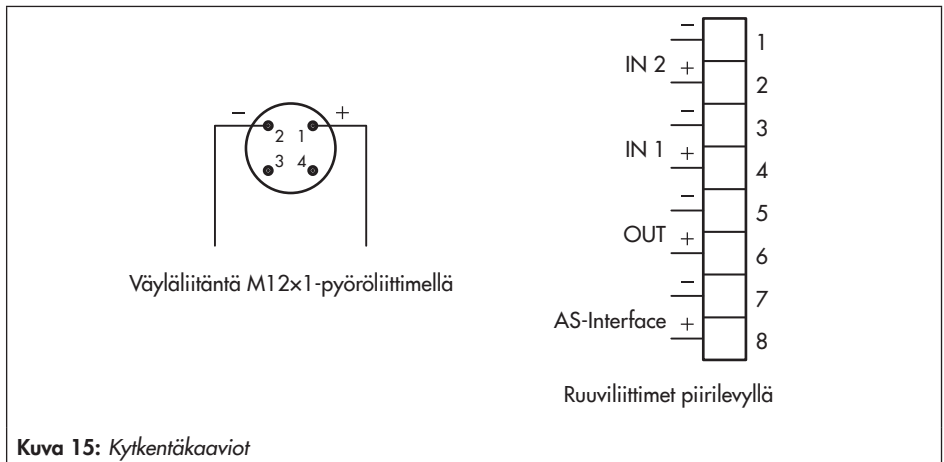 − +
2 1
3 4
Väyläliitäntä M12×1-pyöröliittimellä
− 1
IN 2 + 2
− 3
IN 1 + 4
− 5
OUT + 6
− 7
AS-Interface + 8
Ruuviliittimet piirilevyllä
Kuva 15: Kytkentäkaaviot